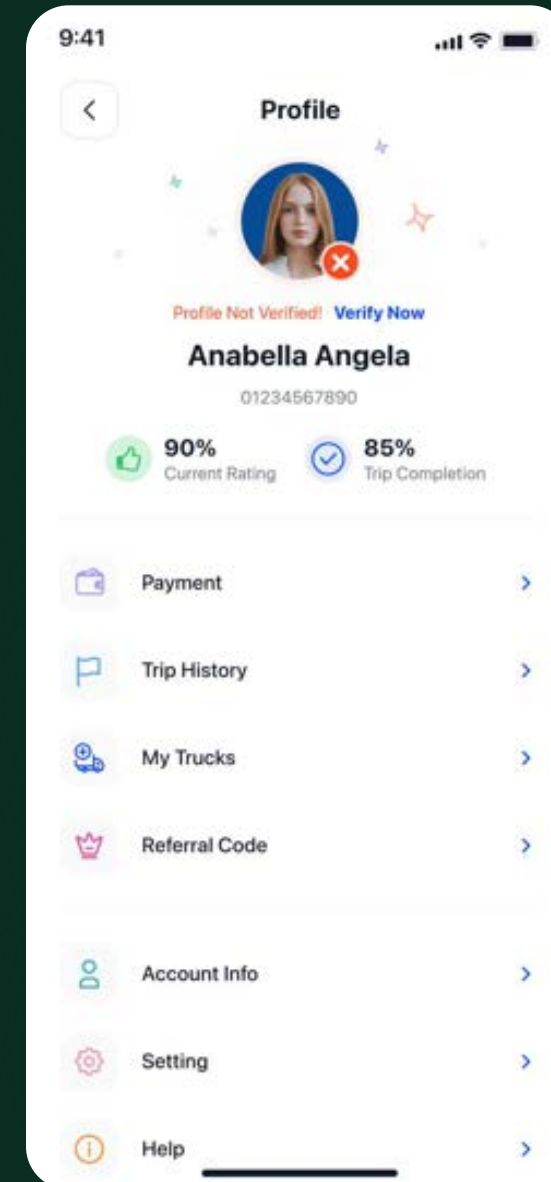 9:41
Profile
Profile Not Verified! Verify Now
Anabella Angela
01234567890
90%
Current Rating
85%
Trip Completion
Payment
Trip History
My Trucks
Referral Code
Account Info
Setting
Help